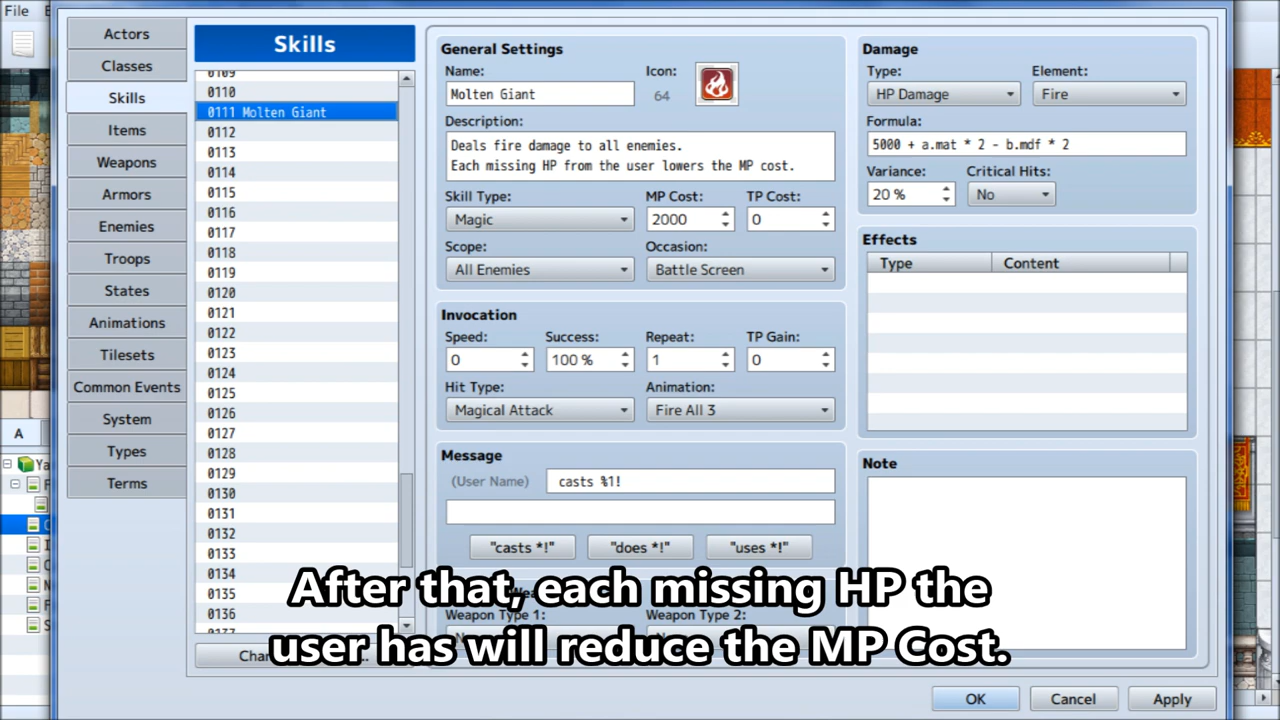 File
Actors
Classes
Skills
Items
Weapons
Armors
Enemies
Troops
States
Animations
Tilesets
Common Events
System
Types
Terms
A
Skills
0109
0110
0111 Molten Giant
0112
0113
0114
0115
0116
0117
0118
0119
0120
0121
0122
0123
0124
0125
0126
0127
0128
0129
0130
0131
0132
0133
0134
0135
0136
0137
General Settings
Name:
Molten Giant
Icon:
64
Description:
Deals fire damage to all enemies.
Each missing HP from the user lowers the MP cost.
Skill Type:
Magic
MP Cost:
2000
TP Cost:
0
Scope:
All Enemies
Occasion:
Battle Screen
Invocation
Speed:
0
Success:
100 %
Repeat:
1
TP Gain:
0
Hit Type:
Magical Attack
Animation:
Fire All 3
Message
(User Name)
casts %1!
"casts *!"
"does *!"
"uses *!"
Weapon Type 1:
Weapon Type 2:
Damage
Type:
HP Damage
Element:
Fire
Formula:
5000 + a.mat * 2 - b.mdf * 2
Variance:
20 %
Critical Hits:
No
Effects
Type
Content
Note
After that, each missing HP the
user has will reduce the MP Cost.
OK
Cancel
Apply